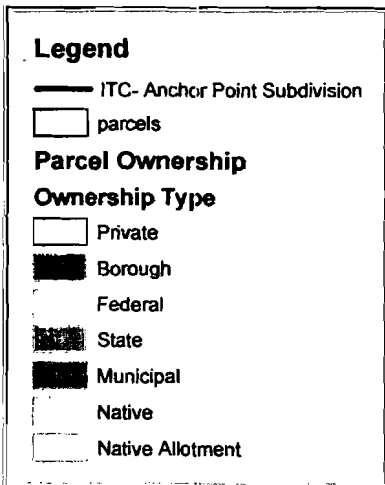 Legend
ITC- Anchor Point Subdivision
parcels
Parcel Ownership
Ownership Type
Private
Borough
Federal
State
Municipal
Native
Native Allotment